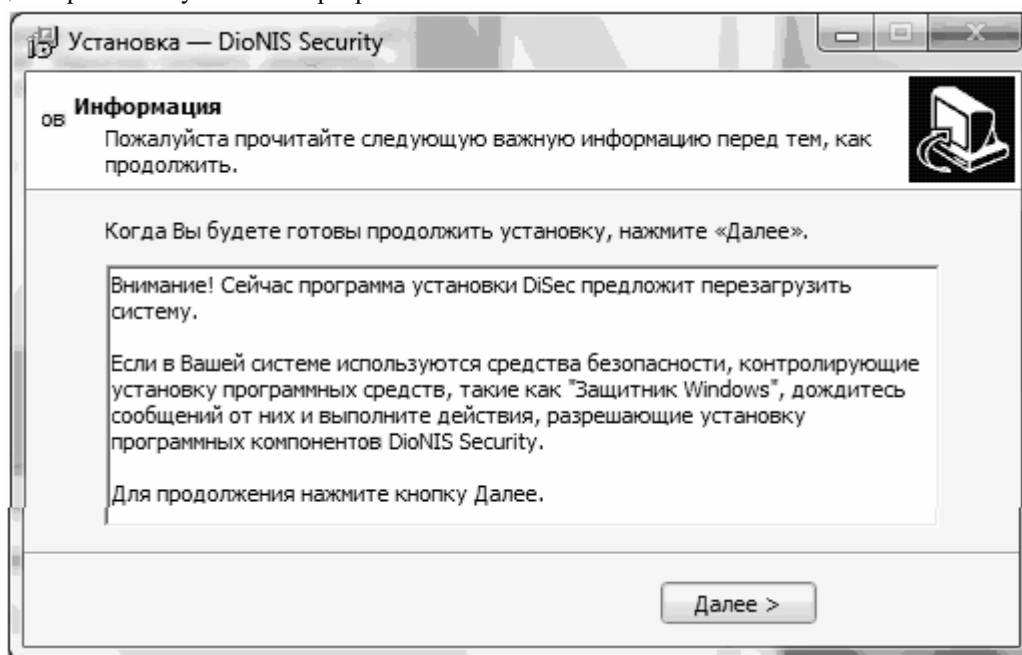 Установка — DioNIS Security
ов Информация
Пожалуйста прочитайте следующую важную информацию перед тем, как
продолжить.
Когда Вы будете готовы продолжить установку, нажмите «Далее».
Внимание! Сейчас программа установки DiSec предложит перезагрузить
систему.
Если в Вашей системе используются средства безопасности, контролирующие
установку программных средств, такие как "Защитник Windows", дождитесь
сообщений от них и выполните действия, разрешающие установку
программных компонентов DioNIS Security.
Для продолжения нажмите кнопку Далее.
Далее >